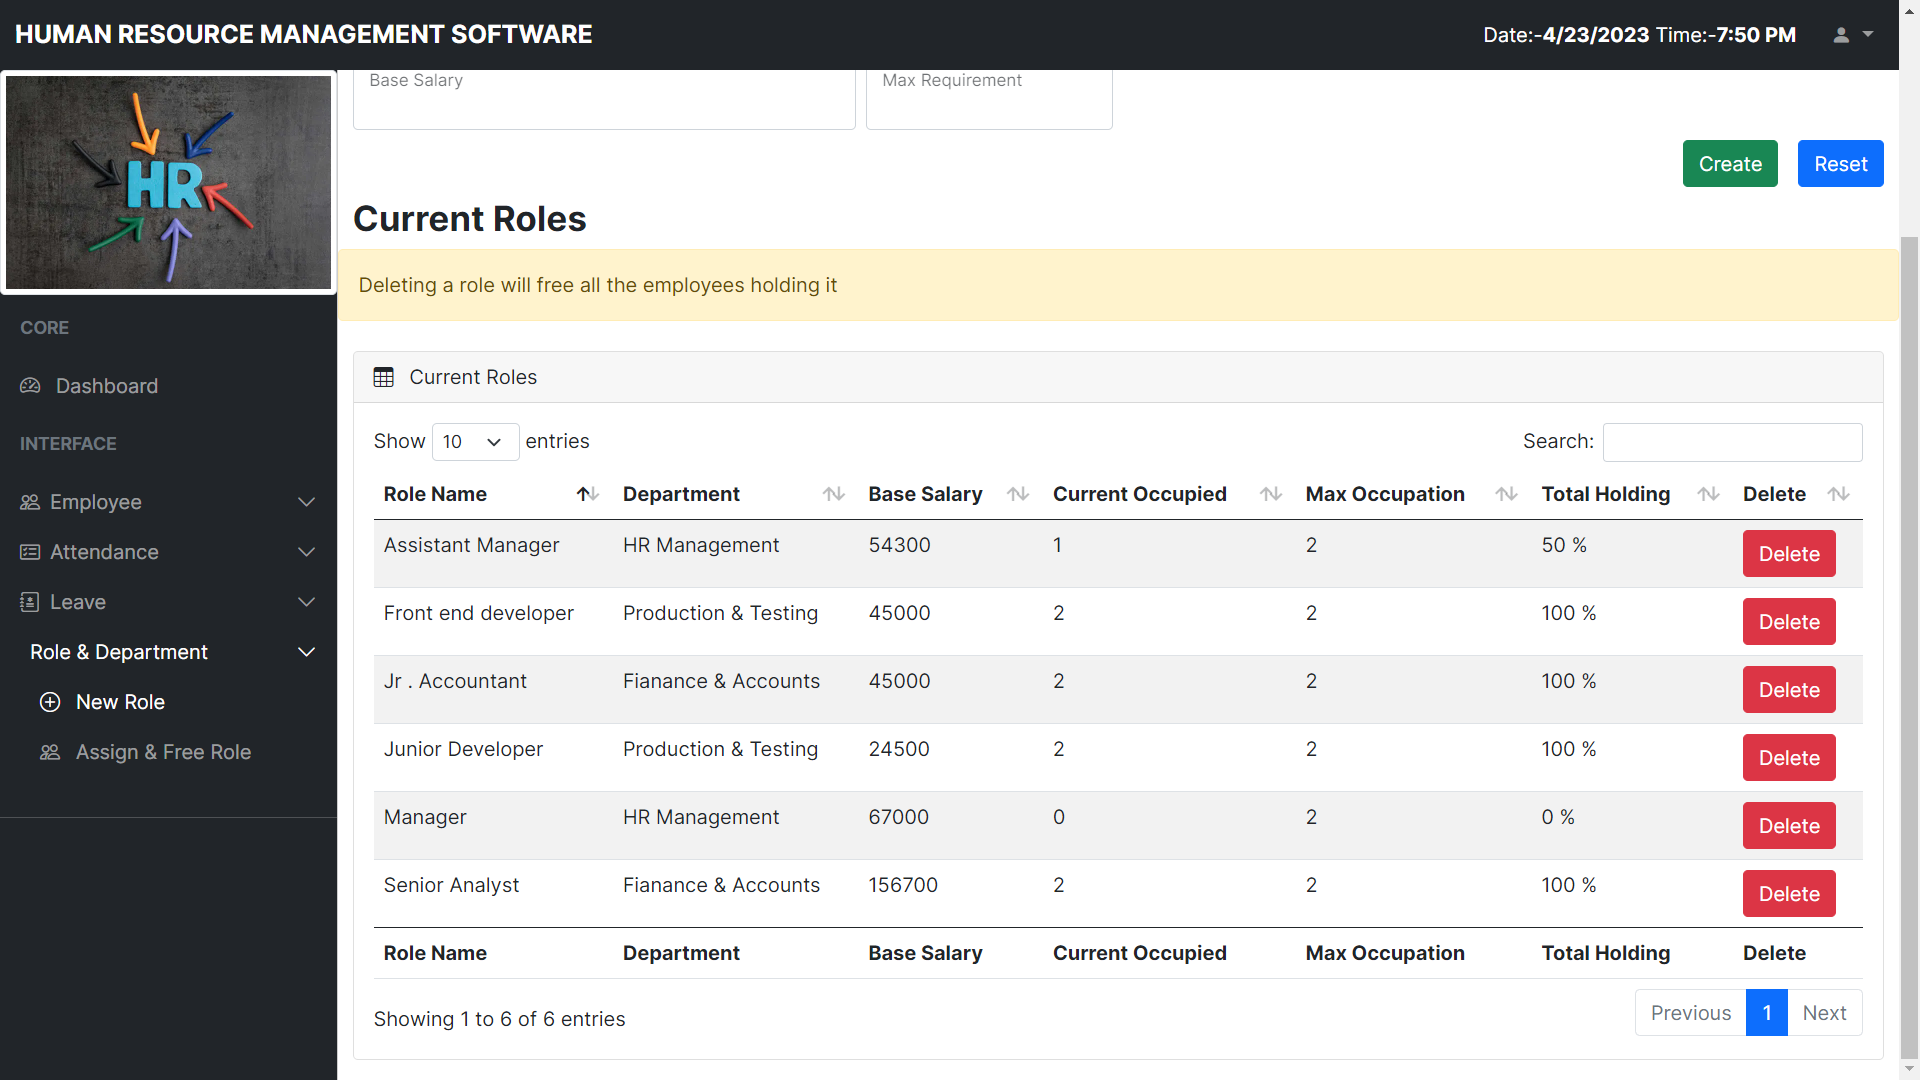 HUMAN RESOURCE MANAGEMENT SOFTWARE
Date:-4/23/2023 Time:-7:50 PM
HR
CORE
Dashboard
INTERFACE
Employee
Attendance
Leave
Role & Department
New Role
Assign & Free Role
Base Salary
Max Requirement
Create
Reset
Current Roles
Deleting a role will free all the employees holding it
Current Roles
Show 10 entries
Search:
Role Name Department Base Salary Current Occupied Max Occupation Total Holding Delete
Assistant Manager HR Management 54300 1 2 50 % Delete
Front end developer Production & Testing 45000 2 2 100 % Delete
Jr . Accountant Fianance & Accounts 45000 2 2 100 % Delete
Junior Developer Production & Testing 24500 2 2 100 % Delete
Manager HR Management 67000 0 2 0 % Delete
Senior Analyst Fianance & Accounts 156700 2 2 100 % Delete
Role Name Department Base Salary Current Occupied Max Occupation Total Holding Delete
Showing 1 to 6 of 6 entries
Previous 1 Next